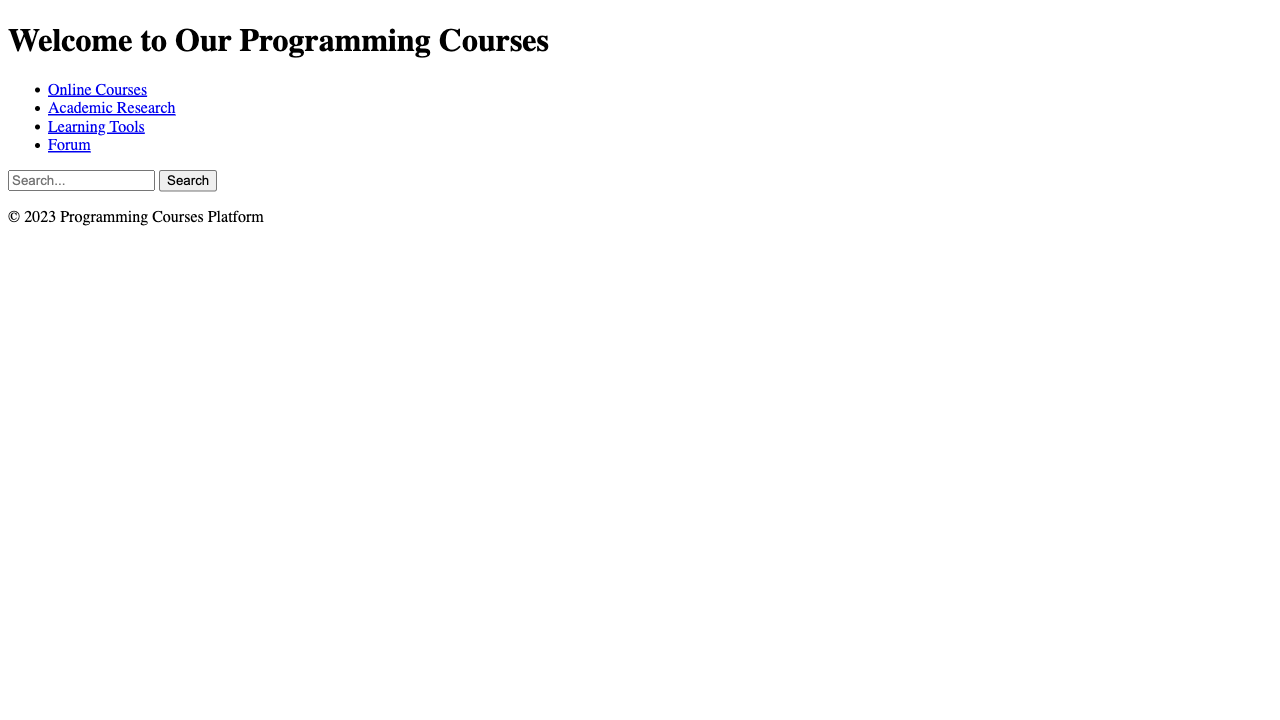 Welcome to Our Programming Courses
Online Courses
Academic Research
Learning Tools
Forum
Search... Search
© 2023 Programming Courses Platform